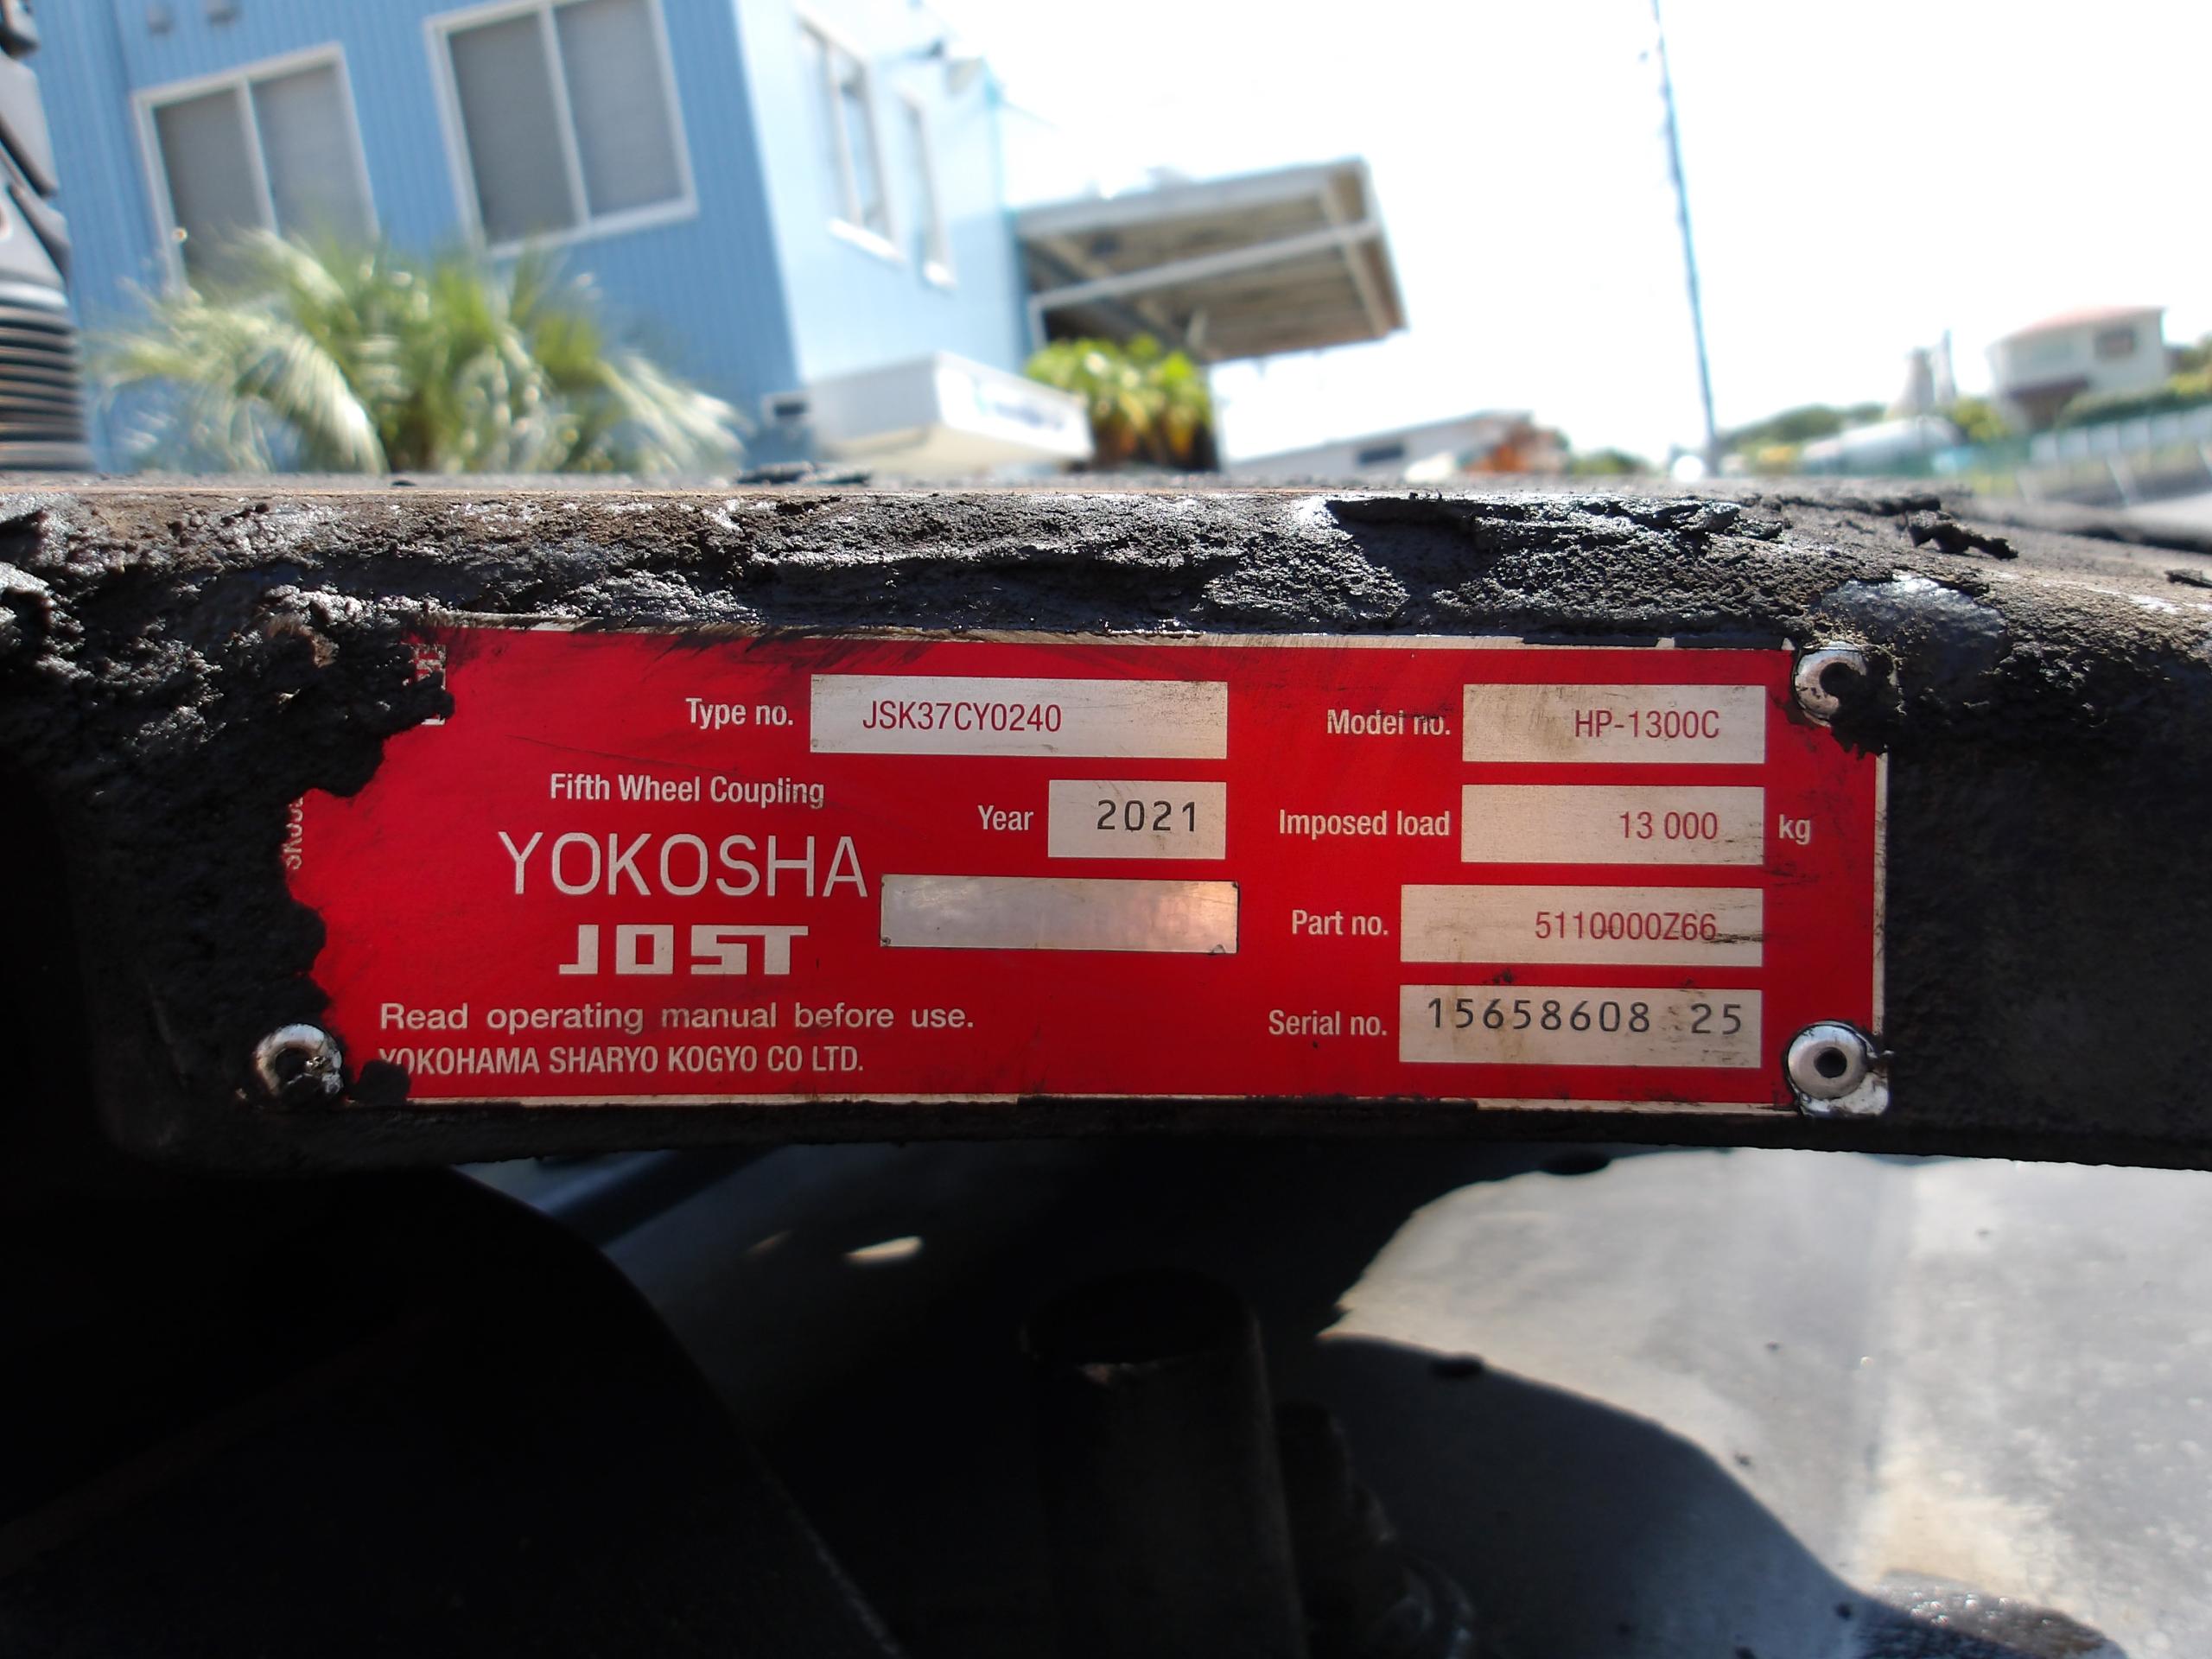 Type no. JSK37CY0240
Model no. HP-1300C
Fifth Wheel Coupling
Year 2021
Imposed load 13 000 kg
YOKOSHA
JOST
Part no. 5110000Z66
Read operating manual before use.
Serial no. 15658608 25
YOKOHAMA SHARYO KOGYO CO LTD.